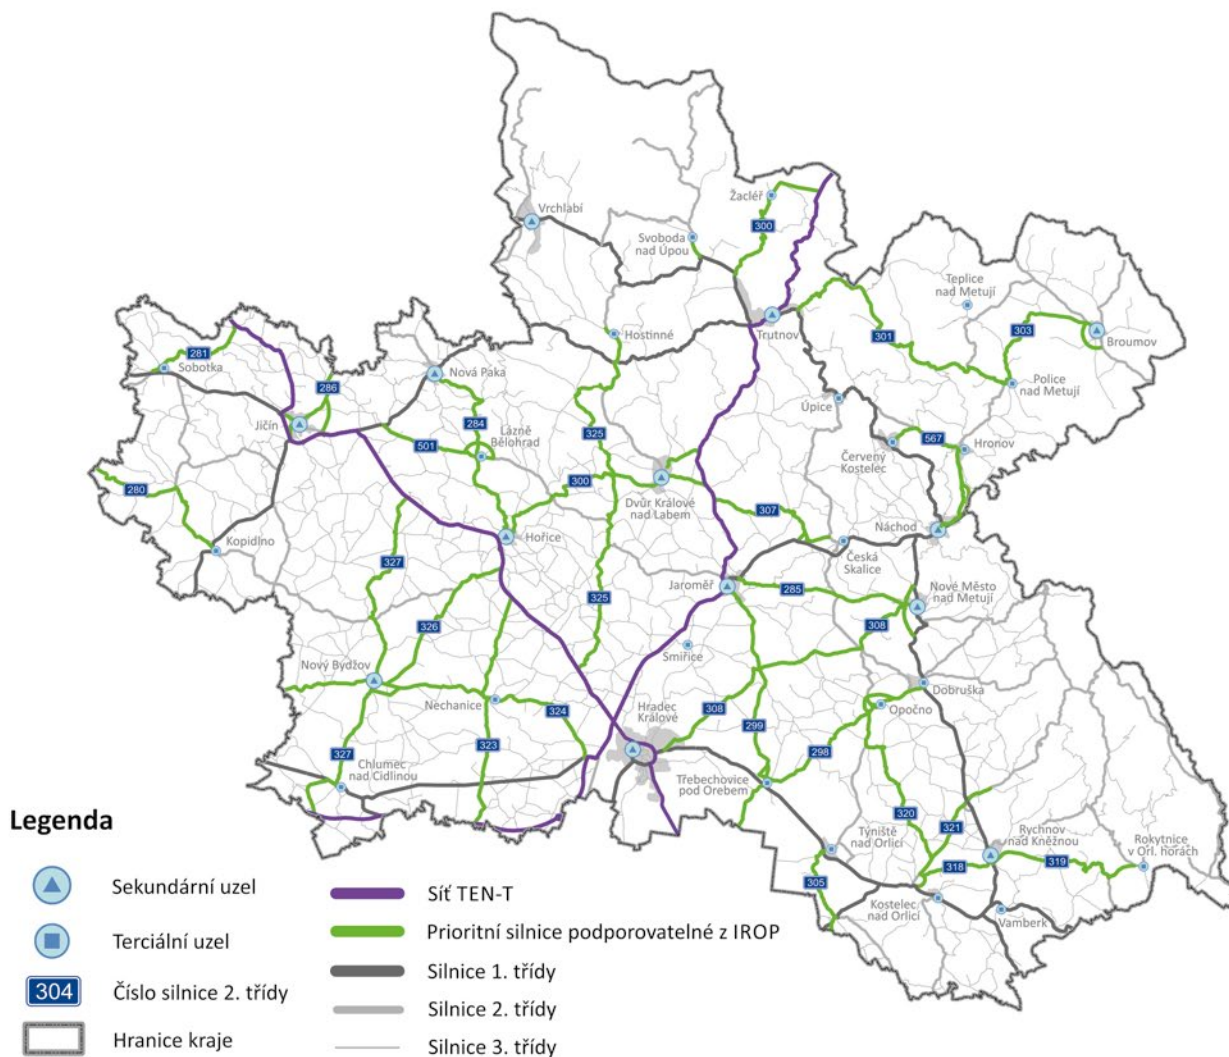 Vrchlabí
Žacléř
300
Svoboda
nad Úpou
Teplice
nad Metují
Hostinné
Trutnov
301
303
Broumov
281
Sobotka
286
Nová Paka
Police
nad Metují
Úpice
Jičín
284
Lázně
Bělohrad
501
325
567
Hronov
Červený
Kostelec
280
300
Dvůr Králové
nad Labem
307
Náchod
Kopidlno
Hořice
Česká
Skalice
327
Jaroměř
285
Nové Město
nad Metují
325
326
308
Smiřice
Nový Bydžov
Dobruška
Nechanice
324
Hradec
Králové
308
Opočno
299
327
323
298
Chlumec
nad Cidlinou
Třebechovice
pod Orebem
320
321
Týniště
nad Orlicí
Rychnov
nad Kněžnou
Rokytnice
v Orl. horách
318
319
305
Kostelec
nad Orlicí
Vamberk
Legenda
Sekundární uzel
Terciální uzel
304
Číslo silnice 2. třídy
Hranice kraje
Síť TEN-T
Prioritní silnice podporovatelné z IROP
Silnice 1. třídy
Silnice 2. třídy
Silnice 3. třídy